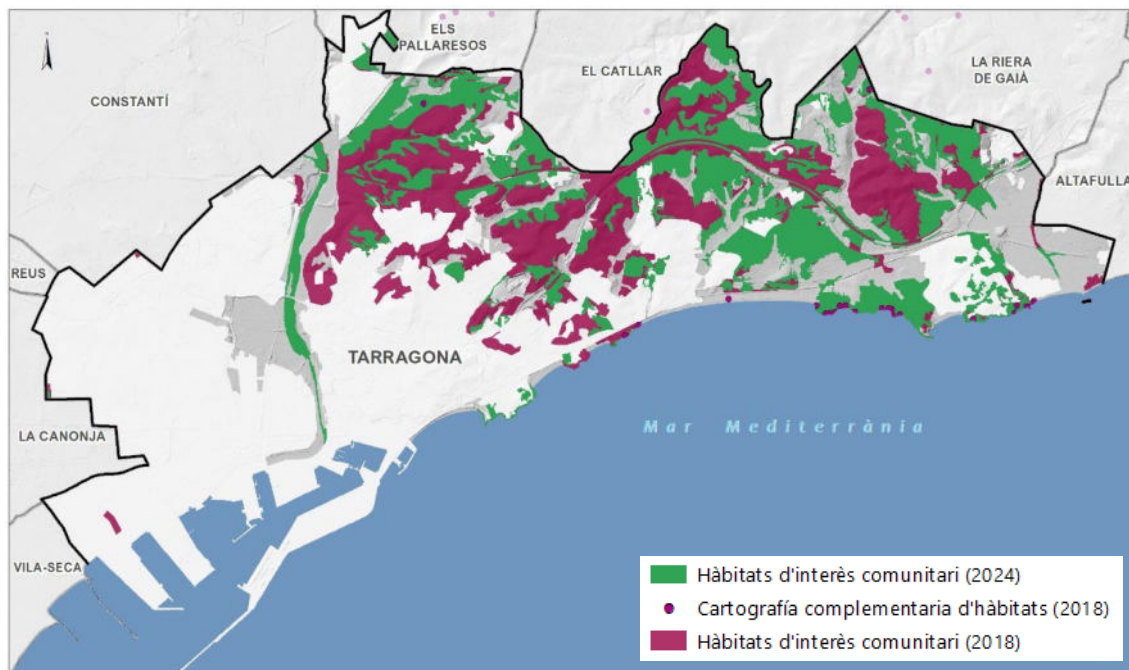 ELS
PALLARESOS
EL CATLLAR
LA RIERA
DE GAIÀ
CONSTANTÍ
ALTAFULLA
REUS
TARRAGONA
Mar Mediterrània
LA CANONJA
VILA-SECA
Hàbitats d'interès comunitari (2024)
Cartografía complementaria d'hàbitats (2018)
Hàbitats d'interès comunitari (2018)